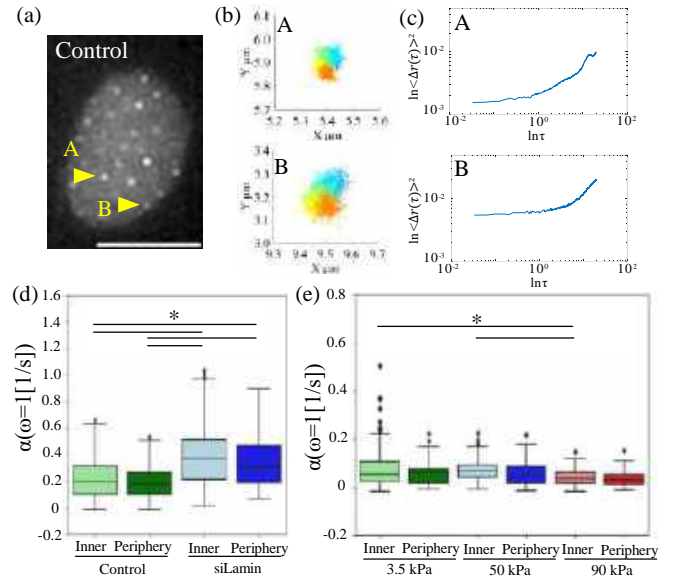 (a)
Control
A
B
(b)
A
Y μm
6.1
6.0
5.9
5.8
5.7
5.2
5.3
5.4
5.5
5.6
X μm
B
Y μm
3.4
3.3
3.2
3.1
3.0
9.3
9.4
9.5
9.6
9.7
X μm
(c)
A
ln<Δr(τ)>²
10⁻²
10⁻³
10⁻²
10⁰
10²
lnτ
B
ln<Δr(τ)>²
10⁻²
10⁻³
10⁻²
10⁰
10²
lnτ
(d)
α(ω=1[1/s])
1.6
1.4
1.2
1.0
0.8
0.6
0.4
0.2
0
-0.2
*
Inner Periphery Inner Periphery
Control siLamin
(e)
α(ω=1[1/s])
0.8
0.6
0.4
0.2
0
-0.2
*
Inner Periphery Inner Periphery Inner Periphery
3.5 kPa 50 kPa 90 kPa